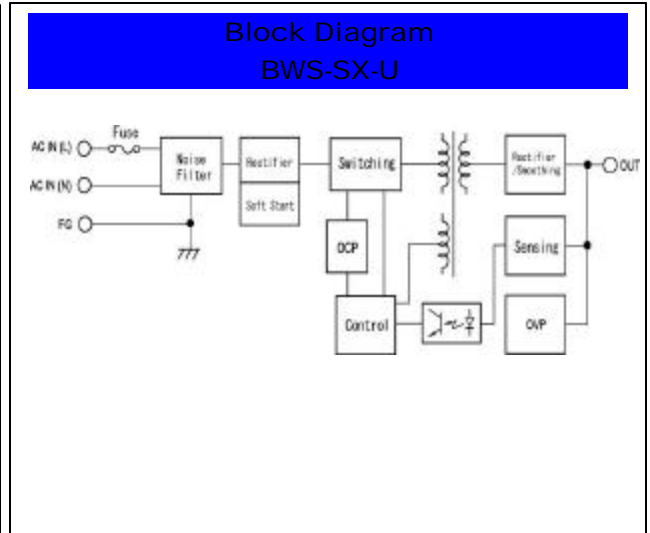 Block Diagram
BWS-SX-U
AC IN (L)
Fuse
Noise
Filter
Rectifier
Soft Start
Switching
Rectifier
/Smoothing
OUT
AC IN (N)
FG
OCP
Sensing
Control
OVP